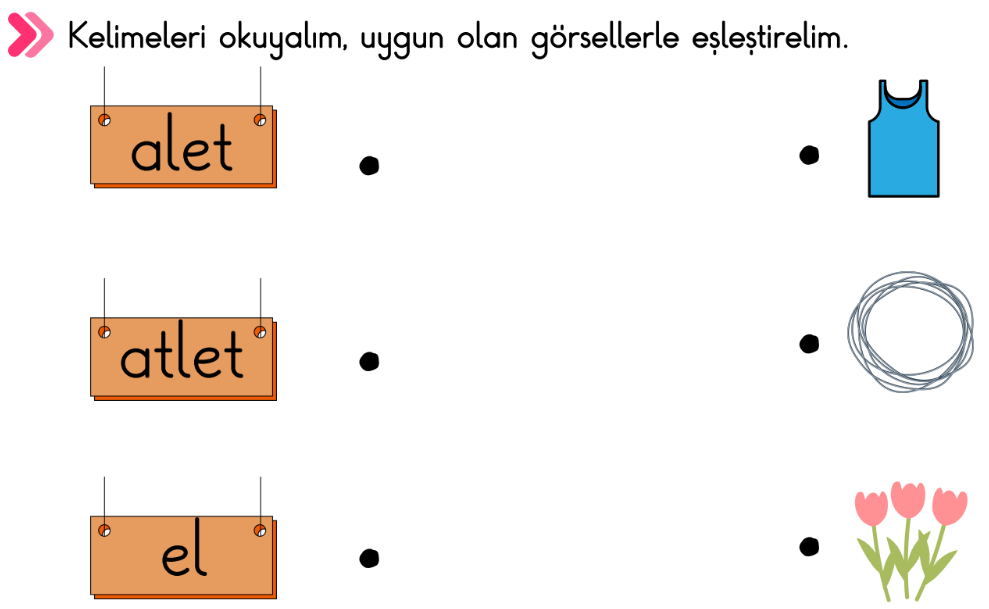 Kelimeleri okuyalım, uygun olan görsellerle eşleştirelim.
alet
atlet
el